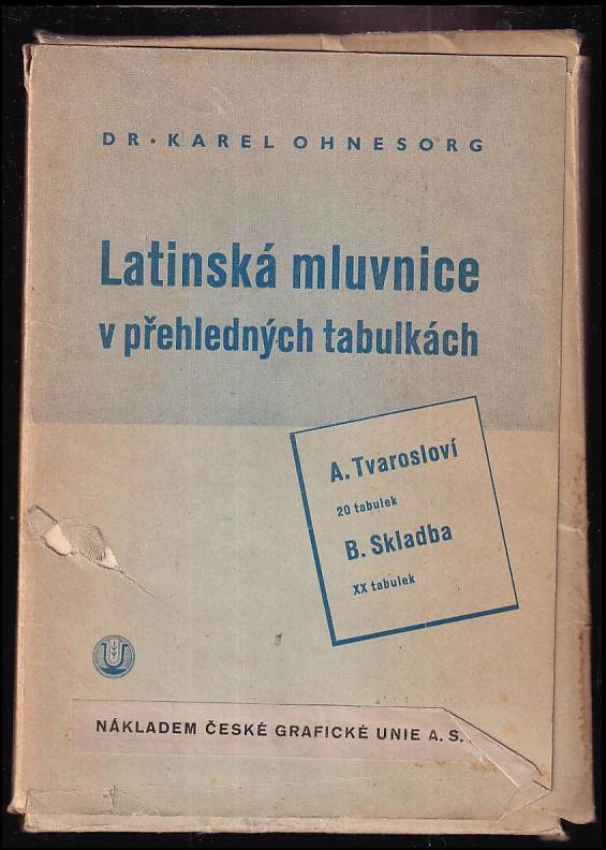 DR · KAREL OHNESORG
Latinská mluvnice
v přehledných tabulkách
A. Tvarosloví
20 tabulek
B. Skladba
XX tabulek
NÁKLADEM ČESKÉ GRAFICKÉ UNIE A. S.